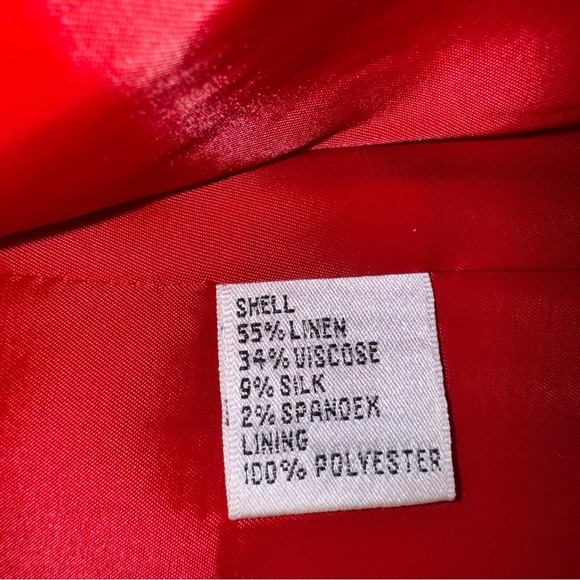 SHELL
55% LINEN
34% VISCOSE
9% SILK
2% SPANDEX
LINING
100% POLYESTER